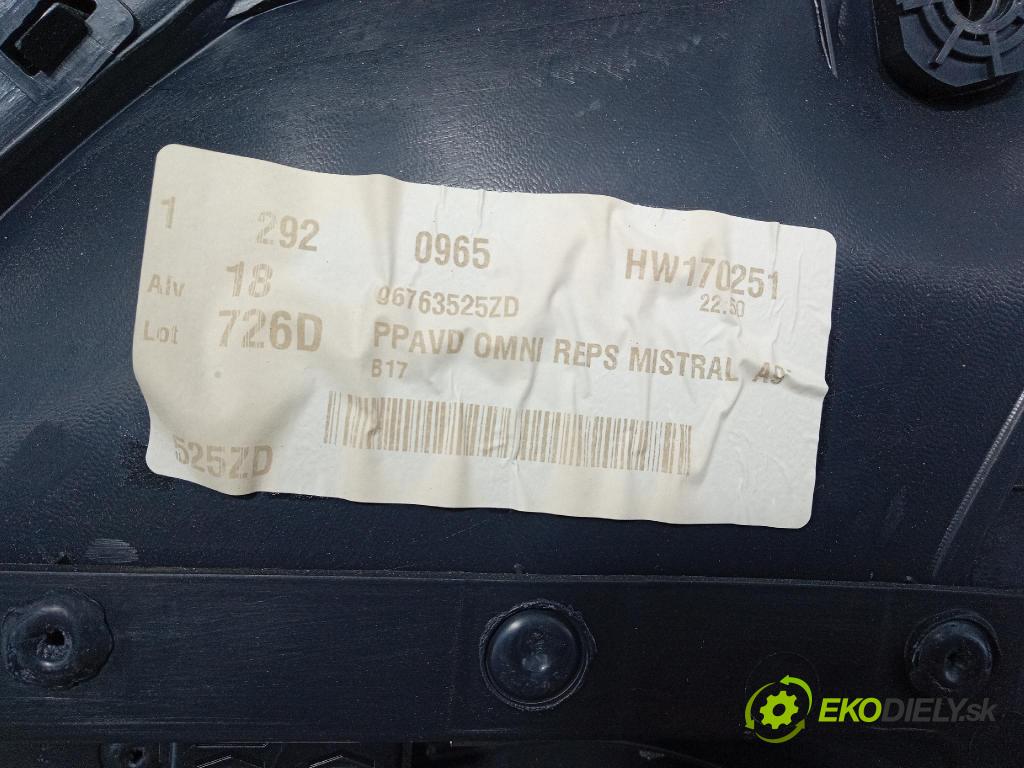 1 292 0965 HW170251
Alv 18 96763525ZD 22:50
Lot 726D PPAVD OMNI REPS MISTRAL A9
B17
525ZD
EKODIELY.sk